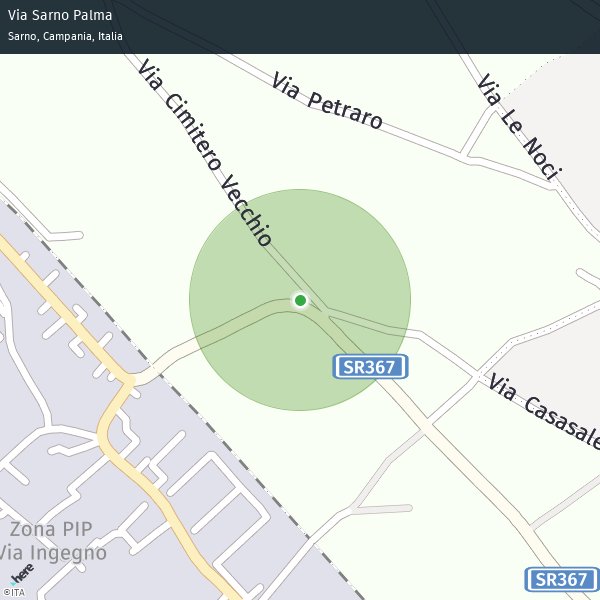 Via Sarno Palma
Sarno, Campania, Italia
Via Cimitero Vecchio
Via Petraro
Via Le Noci
SR367
Via Casasale
Zona PIP
Via Ingegno
SR367
here
©ITA